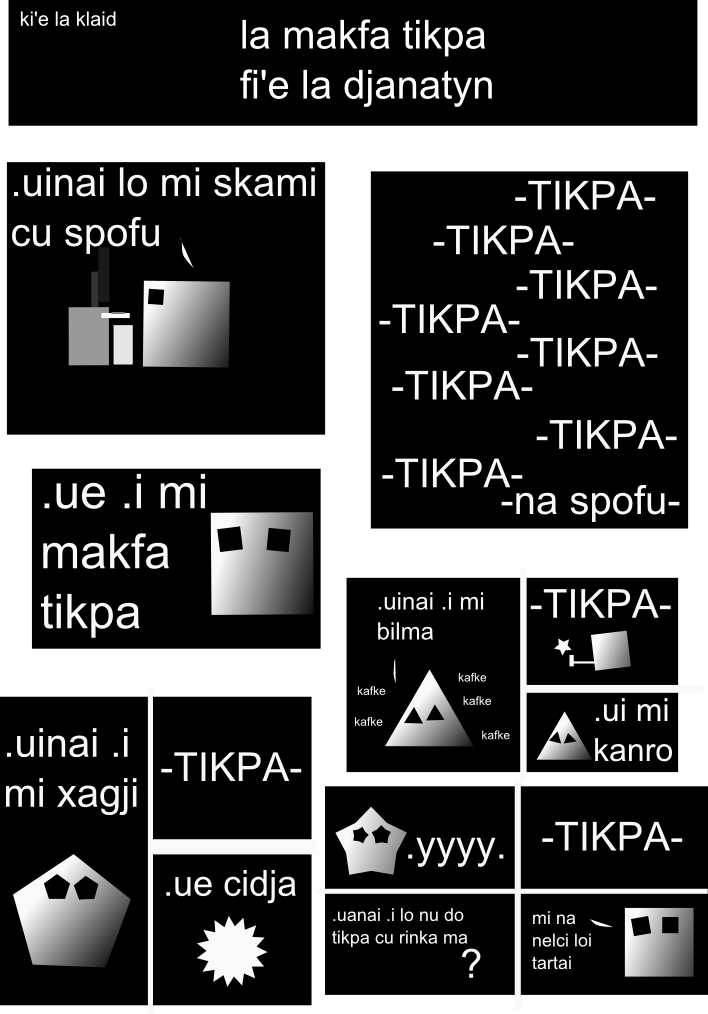 ki'e la klaid
la makfa tikpa
fi'e la djanatyn
.uinai lo mi skami
cu spofu
-TIKPA-
-TIKPA-
-TIKPA-
-TIKPA-
-TIKPA-
-TIKPA-
-TIKPA-
-TIKPA-
-na spofu-
.ue .i mi
makfa
tikpa
.uinai .i mi
bilma
kafke
kafke
kafke
kafke
kafke
-TIKPA-
.ui mi
kanro
.uinai .i
mi xagji
-TIKPA-
.ue cidja
.yyyy.
-TIKPA-
.uanai .i lo nu do
tikpa cu rinka ma
?
mi na
nelci loi
tartai